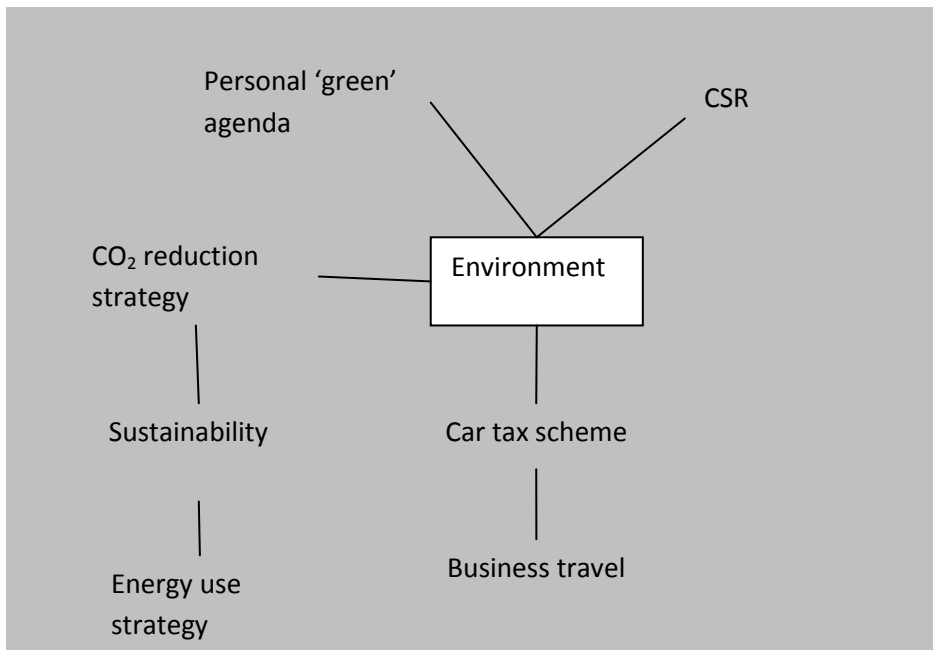 Personal ‘green’
agenda
CSR
CO₂ reduction
strategy
Environment
Sustainability
Car tax scheme
Energy use
strategy
Business travel